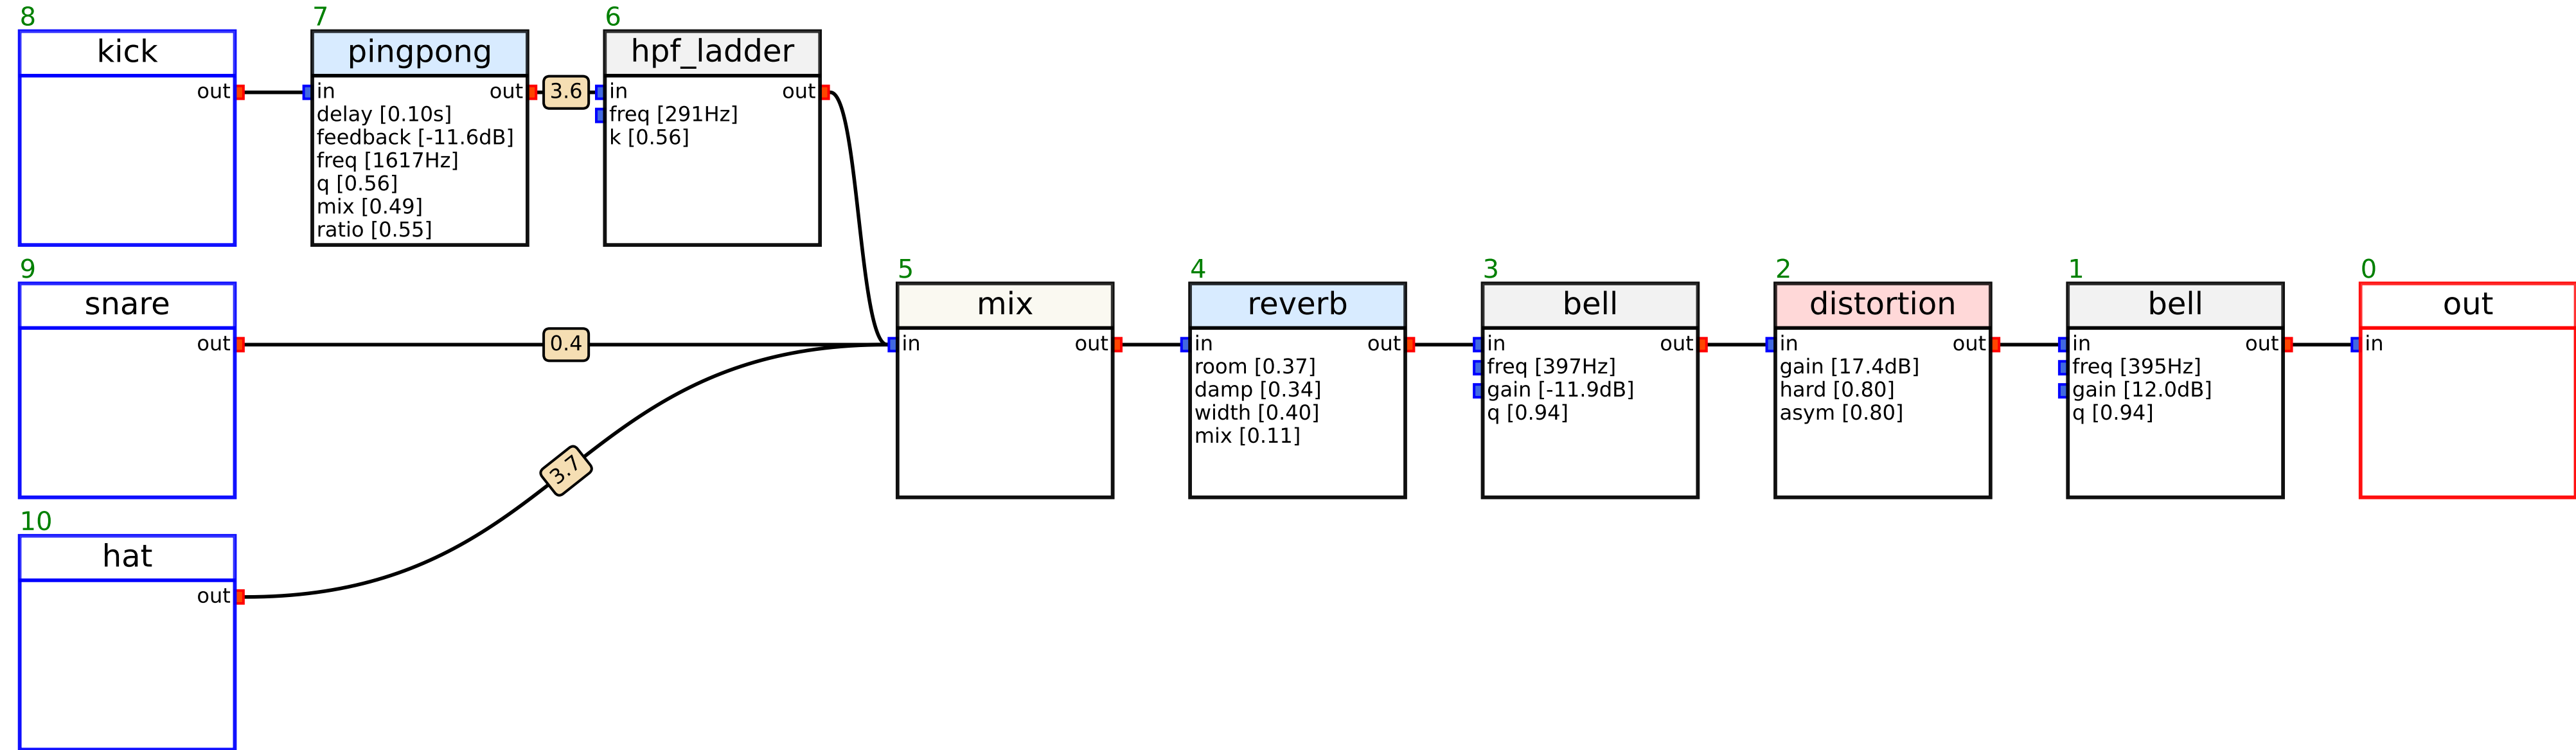 8
kick
out
7
pingpong
in out
delay [0.10s]
feedback [-11.6dB]
freq [1617Hz]
q [0.56]
mix [0.49]
ratio [0.55]
3.6
6
hpf_ladder
in out
freq [291Hz]
k [0.56]
9
snare
out
0.4
10
hat
out
3.7
5
mix
in out
4
reverb
in out
room [0.37]
damp [0.34]
width [0.40]
mix [0.11]
3
bell
in out
freq [397Hz]
gain [-11.9dB]
q [0.94]
2
distortion
in out
gain [17.4dB]
hard [0.80]
asym [0.80]
1
bell
in out
freq [395Hz]
gain [12.0dB]
q [0.94]
0
out
in